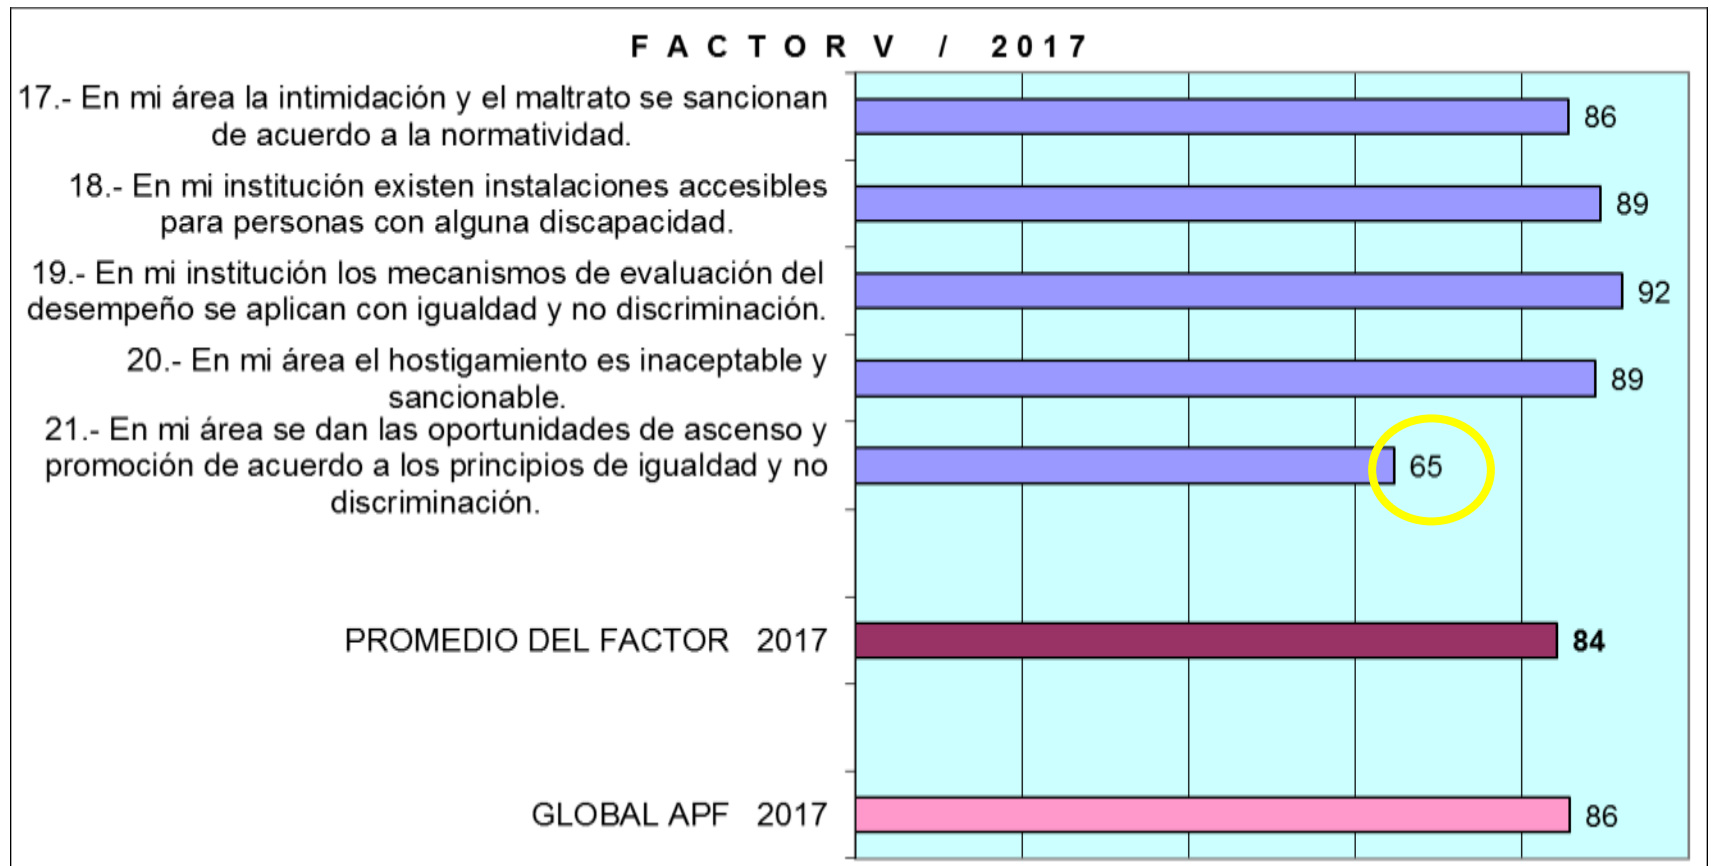 FACTOR V / 2017
17.- En mi área la intimidación y el maltrato se sancionan
de acuerdo a la normatividad.
86
18.- En mi institución existen instalaciones accesibles
para personas con alguna discapacidad.
89
19.- En mi institución los mecanismos de evaluación del
desempeño se aplican con igualdad y no discriminación.
92
20.- En mi área el hostigamiento es inaceptable y
sancionable.
89
21.- En mi área se dan las oportunidades de ascenso y
promoción de acuerdo a los principios de igualdad y no
discriminación.
65
PROMEDIO DEL FACTOR 2017
84
GLOBAL APF 2017
86